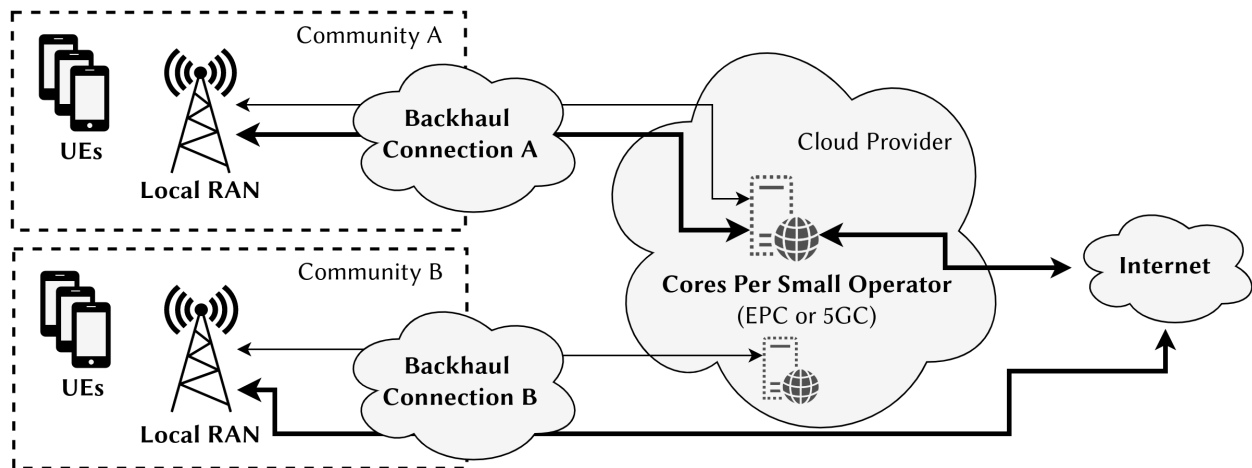 Community A
UEs
Local RAN
Backhaul
Connection A
Cloud Provider
Cores Per Small Operator
(EPC or 5GC)
Internet
Community B
UEs
Local RAN
Backhaul
Connection B